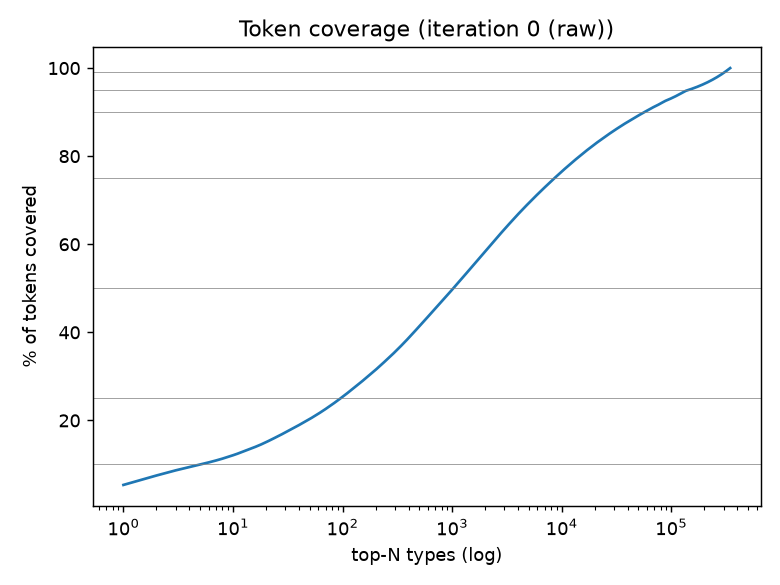 Token coverage (iteration 0 (raw))
100
80
60
40
20
% of tokens covered
10⁰ 10¹ 10² 10³ 10⁴ 10⁵
top-N types (log)